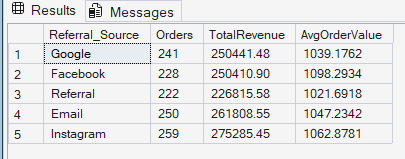 Results Messages
Referral_Source Orders TotalRevenue AvgOrderValue
1 Google 241 250441.48 1039.1762
2 Facebook 228 250410.90 1098.2934
3 Referral 222 226815.58 1021.6918
4 Email 250 261808.55 1047.2342
5 Instagram 259 275285.45 1062.8781